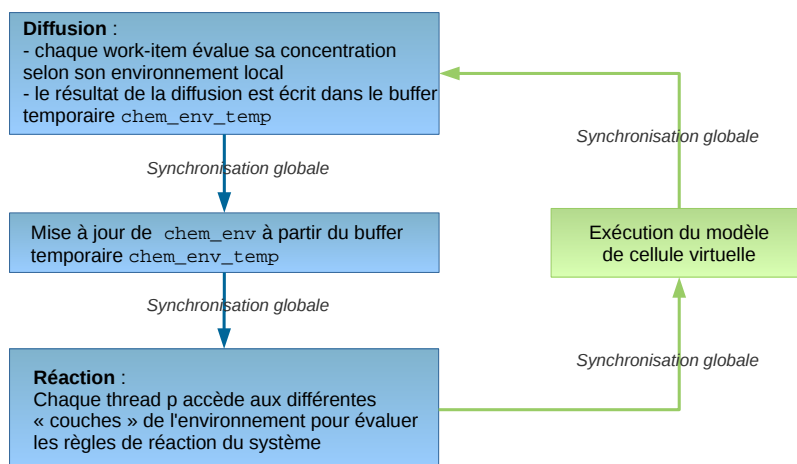 Diffusion :
- chaque work-item évalue sa concentration
selon son environnement local
- le résultat de la diffusion est écrit dans le buffer
temporaire chem_env_temp
Synchronisation globale
Mise à jour de chem_env à partir du buffer
temporaire chem_env_temp
Synchronisation globale
Réaction :
Chaque thread p accède aux différentes
« couches » de l'environnement pour évaluer
les règles de réaction du système
Synchronisation globale
Exécution du modèle
de cellule virtuelle
Synchronisation globale